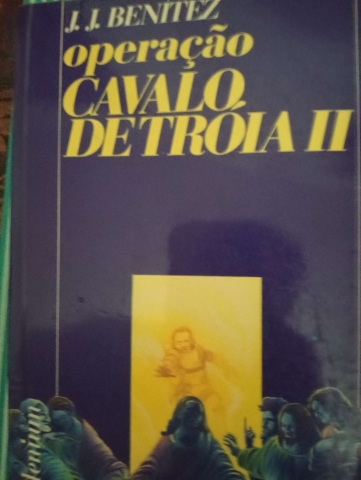 J. J. BENÍTEZ
operação
CAVALO
DE TRÓIA II